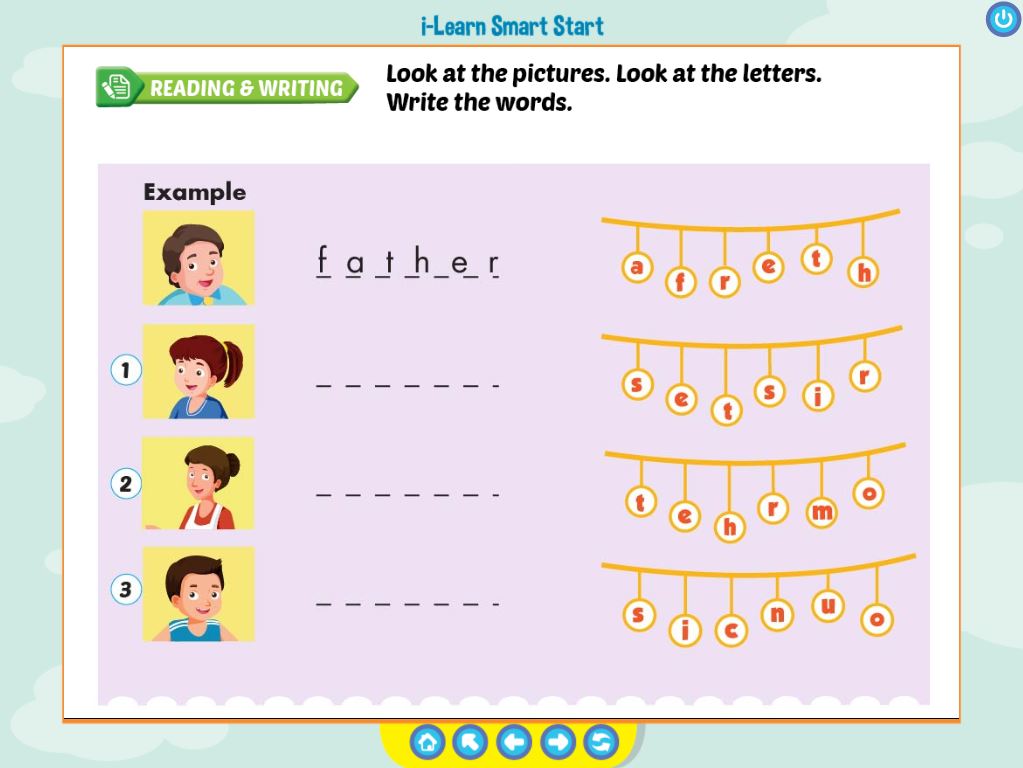 i-Learn Smart Start
READING & WRITING
Look at the pictures. Look at the letters.
Write the words.
Example
f a t h e r
a f r e t h
1
s e t s i r
2
t e h r m o
3
s i c n u o